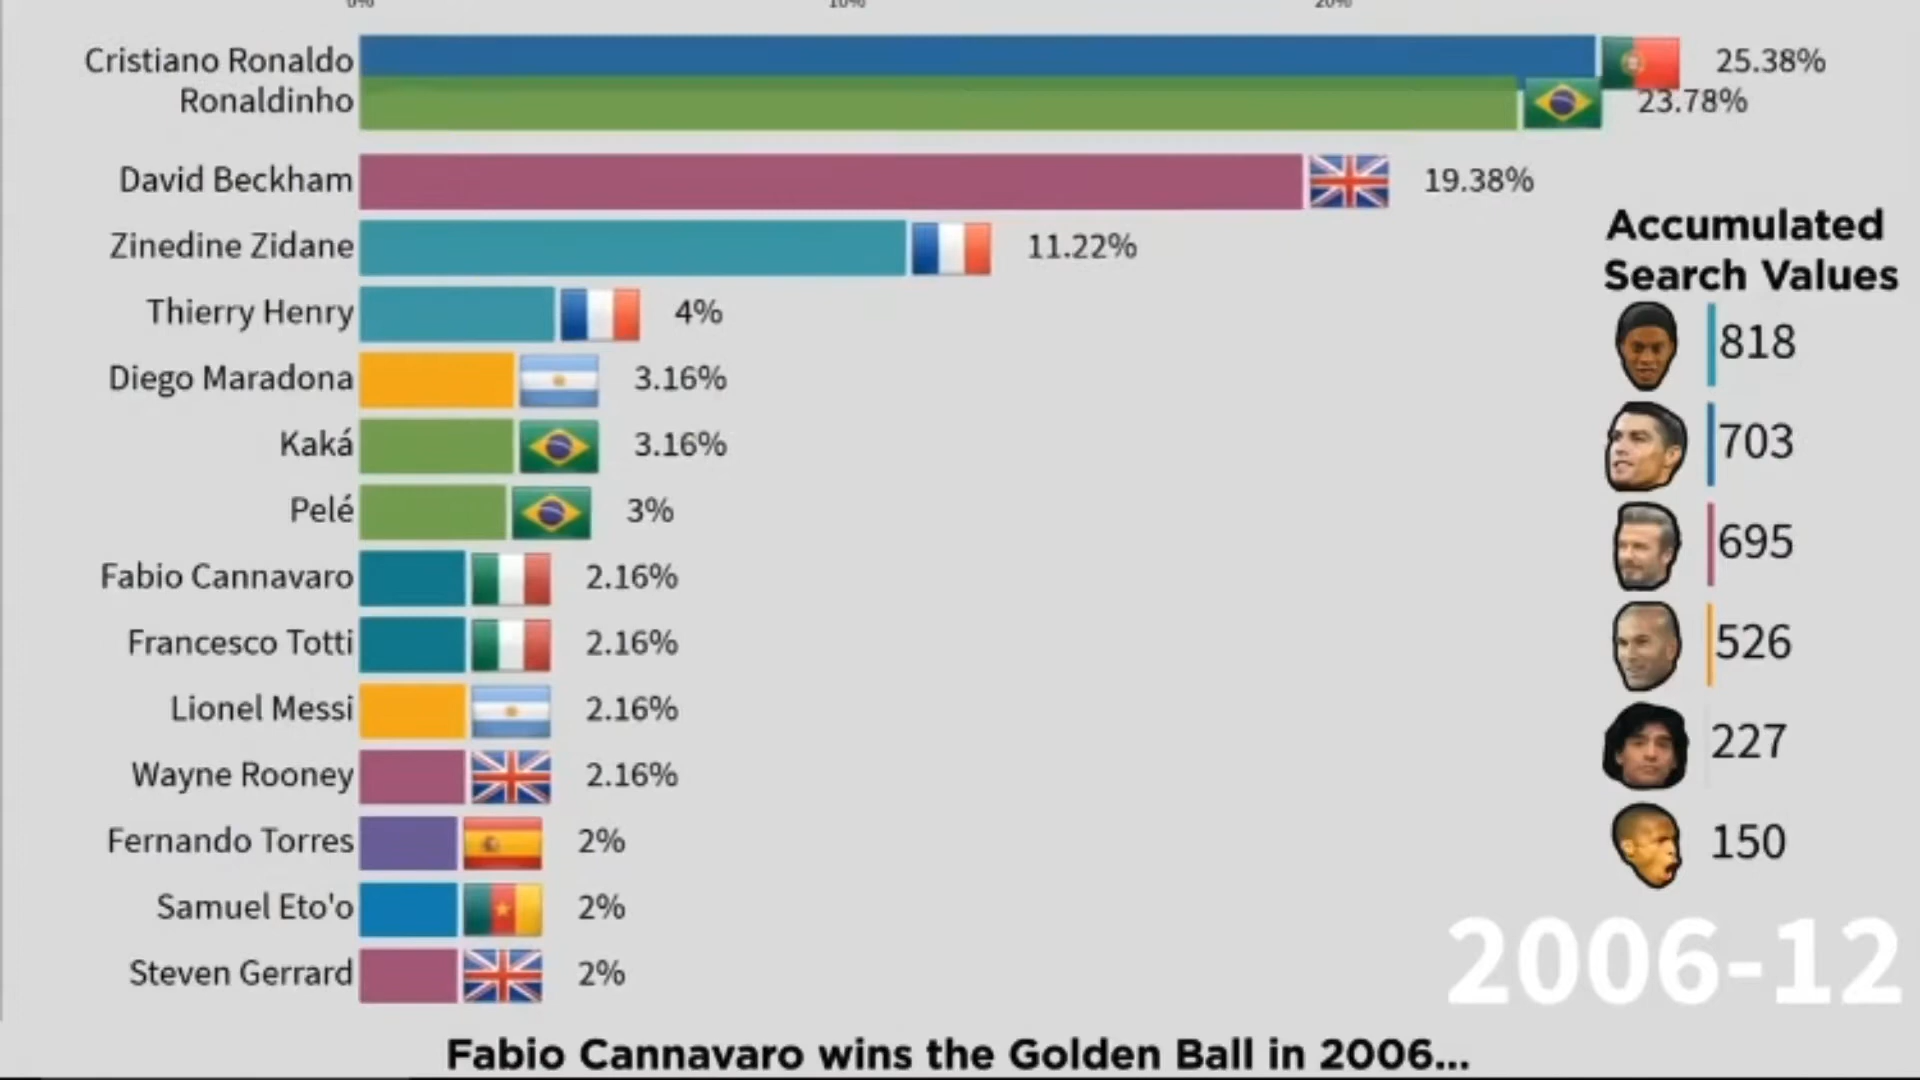 0% 10% 20%
Cristiano Ronaldo 25.38%
Ronaldinho 23.78%
David Beckham 19.38%
Zinedine Zidane 11.22%
Thierry Henry 4%
Diego Maradona 3.16%
Kaká 3.16%
Pelé 3%
Fabio Cannavaro 2.16%
Francesco Totti 2.16%
Lionel Messi 2.16%
Wayne Rooney 2.16%
Fernando Torres 2%
Samuel Eto'o 2%
Steven Gerrard 2%
Accumulated
Search Values
818
703
695
526
227
150
2006-12
Fabio Cannavaro wins the Golden Ball in 2006...